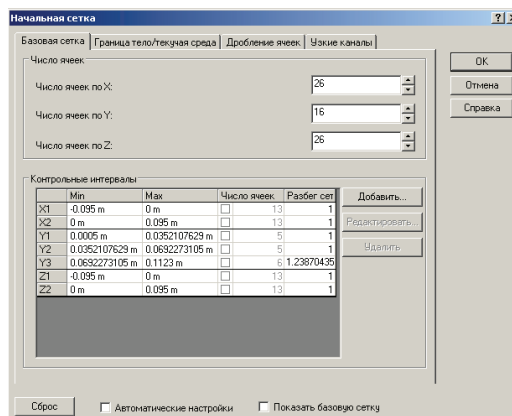 Начальная сетка
Базовая сетка Граница тело/текучая среда Дробление ячеек Узкие каналы
Число ячеек
Число ячеек по X: 26
Число ячеек по Y: 16
Число ячеек по Z: 26
OK
Отмена
Справка
Контрольные интервалы
Min Max Число ячеек Разбег сет
X1 -0.095 m 0 m 13 1
X2 0 m 0.095 m 13 1
Y1 0.0005 m 0.0352107629 m 5 1
Y2 0.0352107629 m 0.0692273105 m 5 1
Y3 0.0692273105 m 0.1123 m 6 1.23870435
Z1 -0.095 m 0 m 13 1
Z2 0 m 0.095 m 13 1
Добавить...
Редактировать...
Удалить
Сброс Автоматические настройки Показать базовую сетку